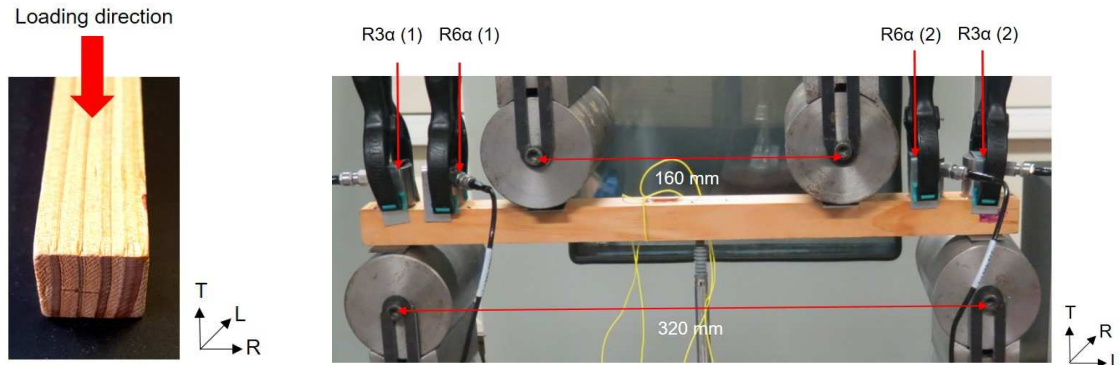 Loading direction
T
L
R
R3α (1)
R6α (1)
R6α (2)
R3α (2)
160 mm
320 mm
T
R
L